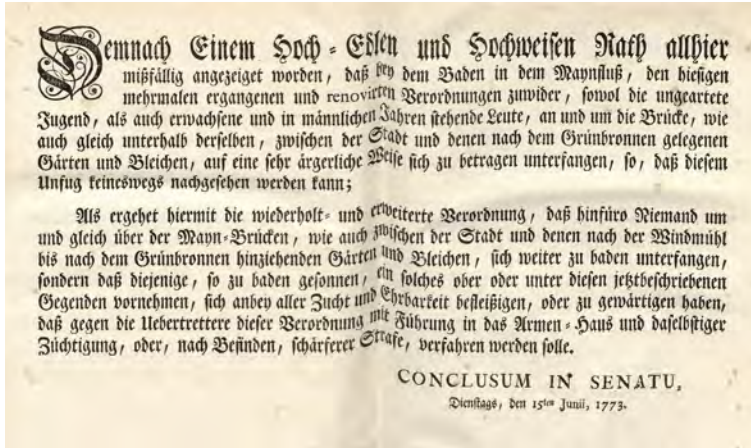 Demnach Einem Hoch-Edlen und Hochweisen Rath allhier
mißfällig angezeiget worden, daß bey dem Baden in dem Maynfluß, den hiesigen
mehrmalen ergangenen und renovirten Verordnungen zuwider, sowol die ungeartete
Jugend, als auch erwachsene und in männlichen Jahren stehende Leute, an und um die Brücke, wie
auch gleich unterhalb derselben, zwischen der Stadt und denen nach dem Grünbronnen gelegenen
Gärten und Bleichen, auf eine sehr ärgerliche Weise sich zu betragen unterfangen, so, daß diesem
Unfug keineswegs nachgesehen werden kann;
Als ergehet hiermit die wiederholt- und erweiterte Verordnung, daß hinfüro Niemand um
und gleich über der Mayn-Brücken, wie auch zwischen der Stadt und denen nach der Windmühl
bis nach dem Grünbronnen hinziehenden Gärten und Bleichen, sich weiter zu baden unterfangen,
sondern daß diejenige, so zu baden gesonnen, ein solches ober oder unter diesen jetztbeschriebenen
Gegenden vornehmen, sich anbey aller Zucht und Ehrbarkeit befleißigen, oder zu gewärtigen haben,
daß gegen die Uebertrettere dieser Verordnung mit Führung in das Armen-Haus und daselbstiger
Züchtigung, oder, nach Befinden, schärferer Strafe, verfahren werden solle.
CONCLUSUM IN SENATU,
Dienstags, den 15ten Junii, 1773.